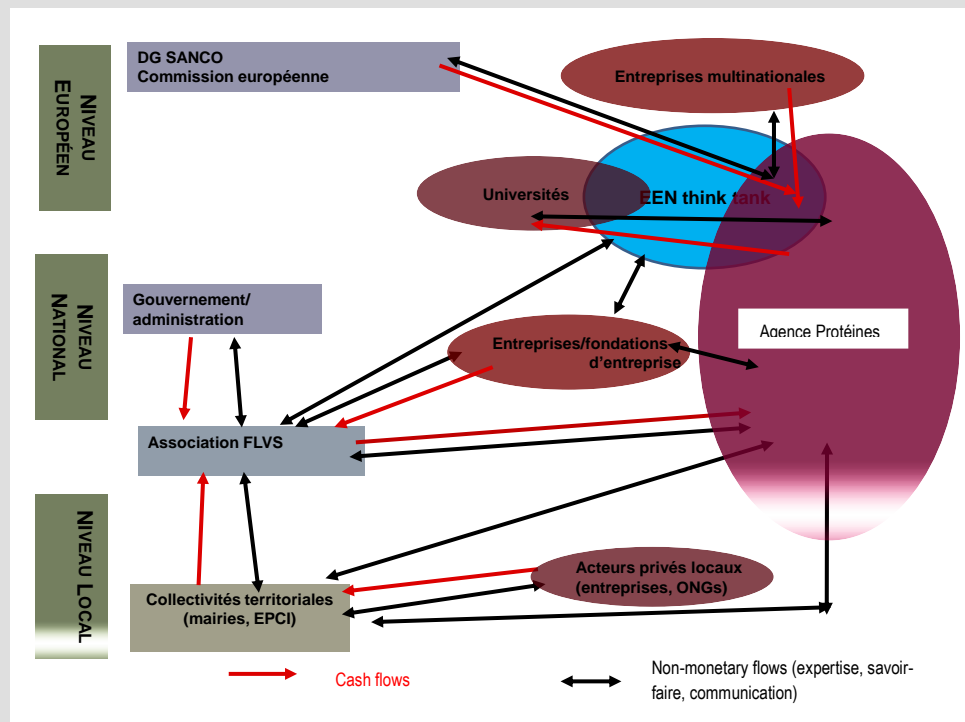 NIVEAU
EUROPÉEN
DG SANCO
Commission européenne
Entreprises multinationales
Universités
EEN think tank
NIVEAU
NATIONAL
Gouvernement/
administration
Entreprises/fondations
d'entreprise
Agence Protéines
Association FLVS
NIVEAU LOCAL
Collectivités territoriales
(mairies, EPCI)
Acteurs privés locaux
(entreprises, ONGs)
Cash flows
Non-monetary flows (expertise, savoir-
faire, communication)